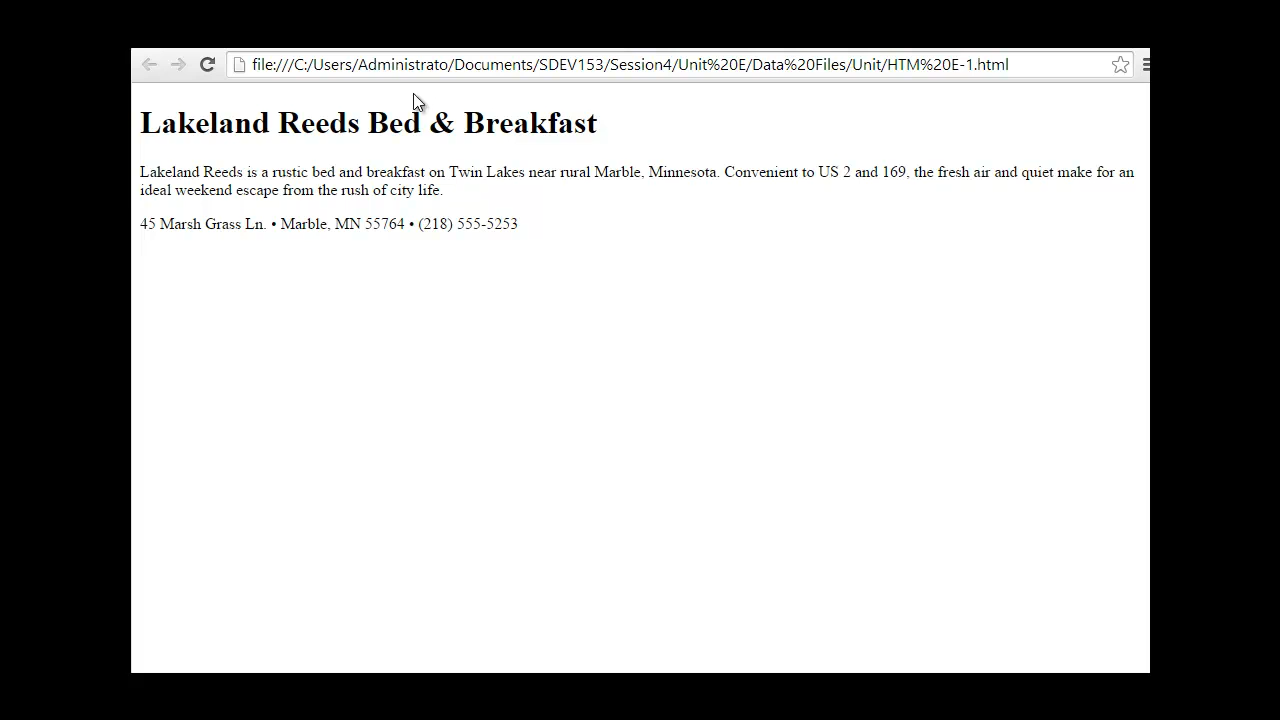 file:///C:/Users/Administrato/Documents/SDEV153/Session4/Unit%20E/Data%20Files/Unit/HTM%20E-1.html
Lakeland Reeds Bed & Breakfast
Lakeland Reeds is a rustic bed and breakfast on Twin Lakes near rural Marble, Minnesota. Convenient to US 2 and 169, the fresh air and quiet make for an
ideal weekend escape from the rush of city life.
45 Marsh Grass Ln. • Marble, MN 55764 • (218) 555-5253